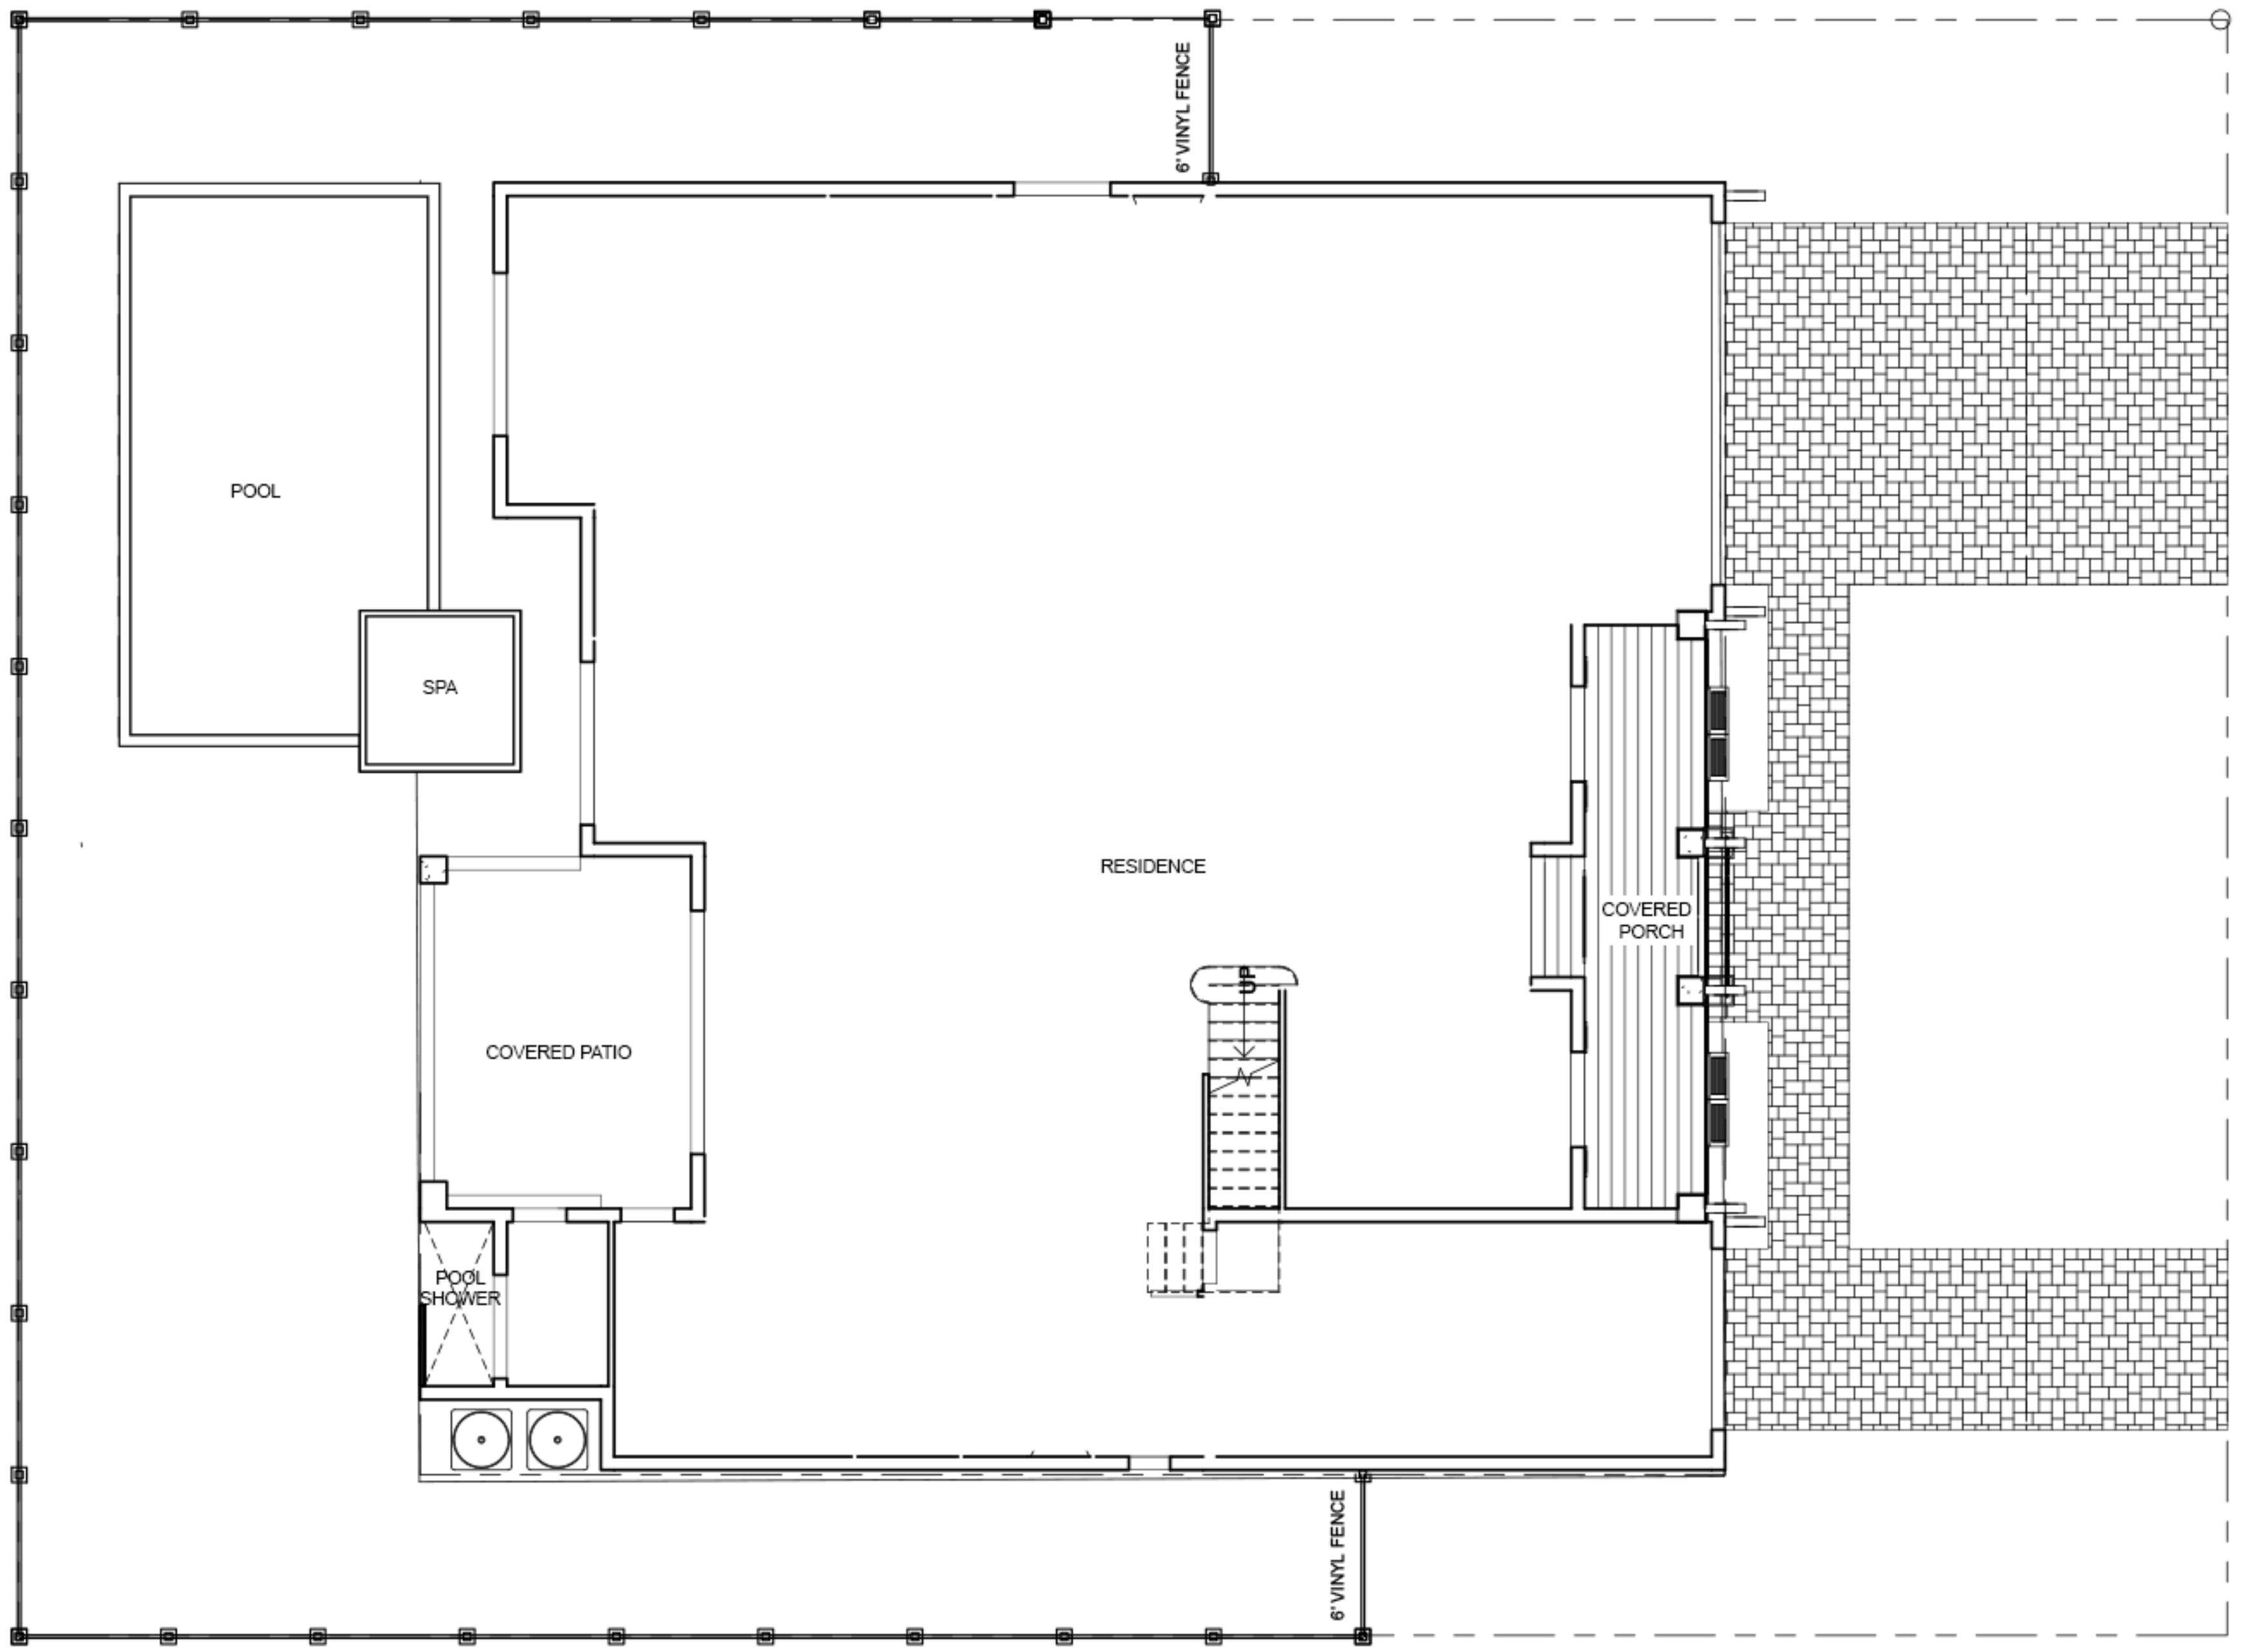 6' VINYL FENCE
POOL
SPA
RESIDENCE
COVERED
PORCH
UP
COVERED PATIO
POOL
SHOWER
6' VINYL FENCE